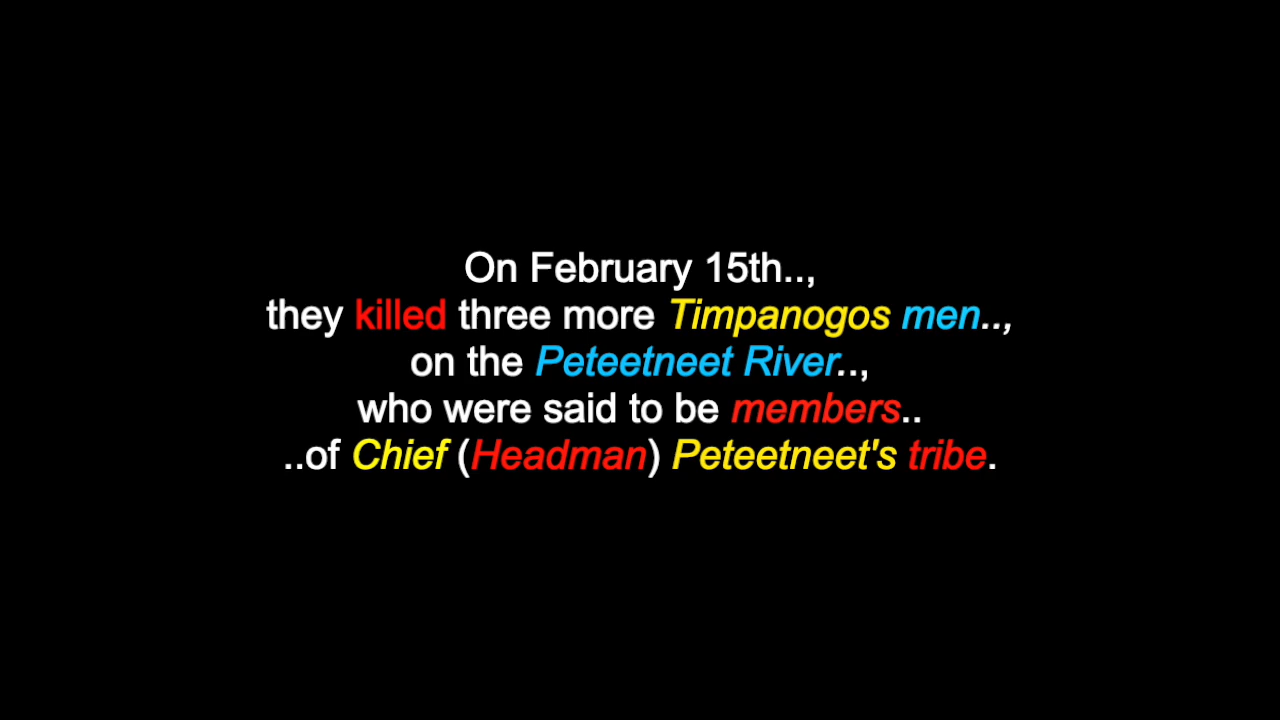 On February 15th..,
they killed three more Timpanogos men..,
on the Peteetneet River..,
who were said to be members..
..of Chief (Headman) Peteetneet's tribe.